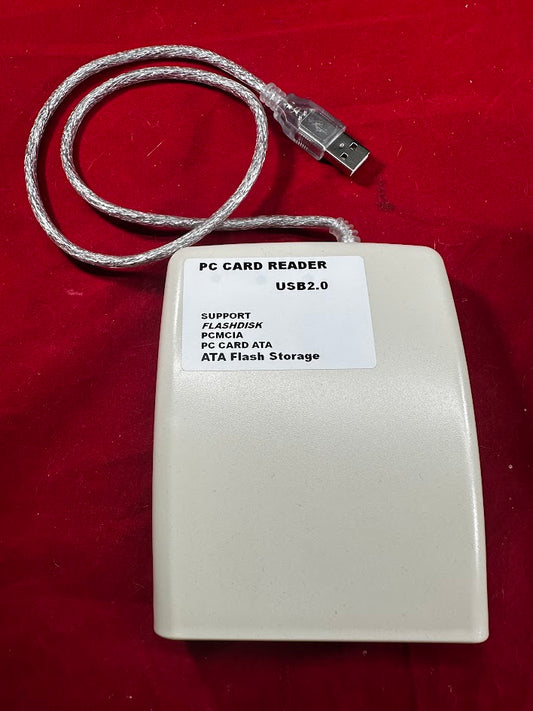 PC CARD READER
USB2.0
SUPPORT
FLASHDISK
PCMCIA
PC CARD ATA
ATA Flash Storage